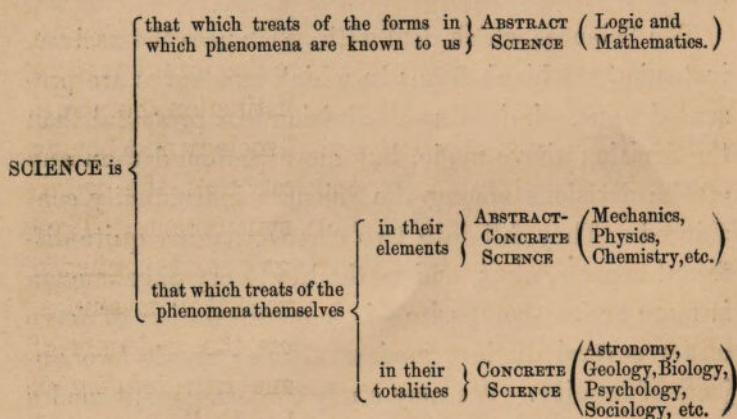 that which treats of the forms in } ABSTRACT ( Logic and
which phenomena are known to us } SCIENCE ( Mathematics. )
SCIENCE is {
in their } ABSTRACT- ( Mechanics,
elements } CONCRETE ( Physics,
SCIENCE ( Chemistry, etc. )
that which treats of the
phenomena themselves {
in their } CONCRETE ( Astronomy,
totalities } SCIENCE ( Geology, Biology,
Psychology,
Sociology, etc. )